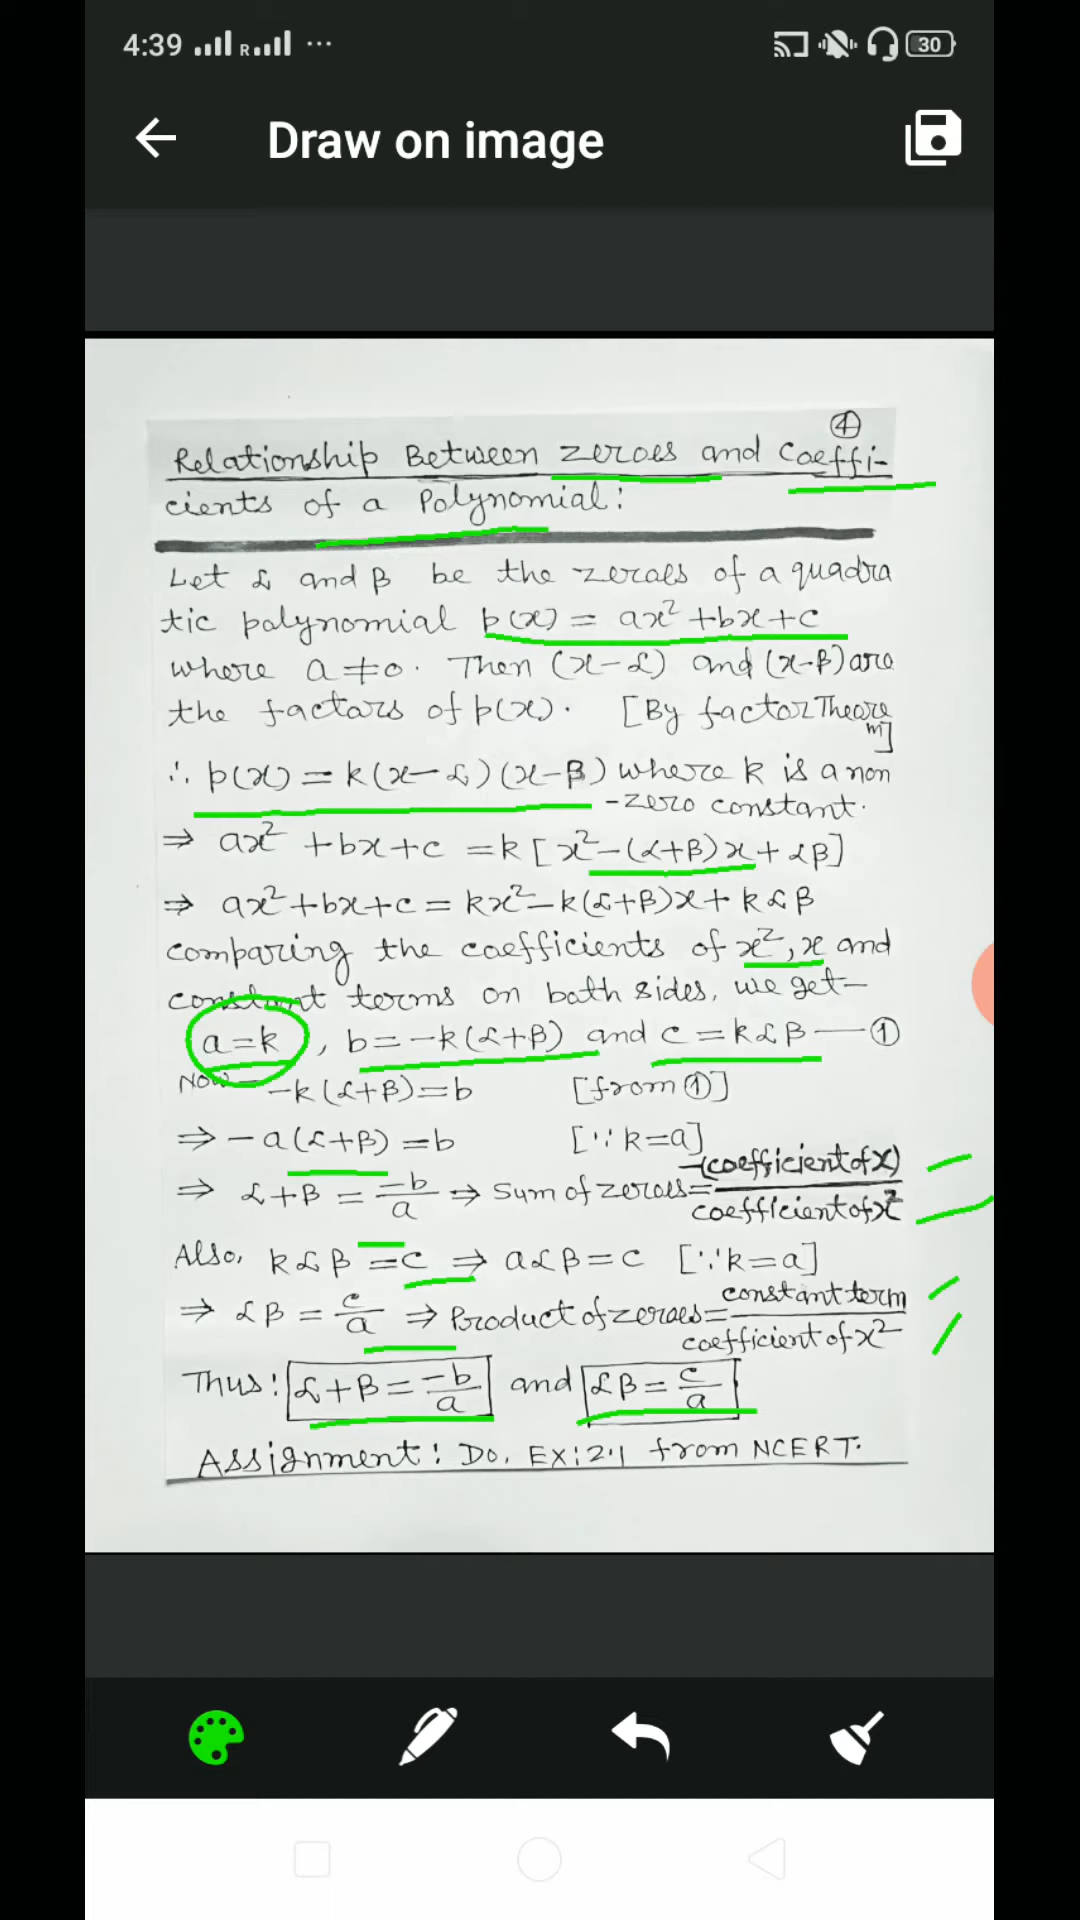 4:39 R ... 30
Draw on image
④
Relationship Between zeroes and Coeffi-
cients of a Polynomial:
Let α and β be the zeroes of a quadra
tic polynomial p(x) = ax² + bx + c
where a ≠ 0. Then (x-α) and (x-β) are
the factors of p(x). [By factor Theore
m]
∴ p(x) = k(x-α)(x-β) where k is a non
-zero constant.
⇒ ax² + bx + c = k[x² - (α+β)x + αβ]
⇒ ax² + bx + c = kx² - k(α+β)x + kαβ
comparing the coefficients of x², x and
constant terms on both sides, we get-
a=k, b = -k(α+β) and c = kαβ — ①
Now - -k(α+β) = b [from ①]
⇒ -a(α+β) = b [∵ k=a]
⇒ α+β = -b/a ⇒ Sum of zeroes = -(coefficient of x)/coefficient of x²
Also, kαβ = c ⇒ aαβ = c [∵ k=a]
⇒ αβ = c/a ⇒ Product of zeroes = constant term/coefficient of x²
Thus: α+β = -b/a and αβ = c/a
Assignment: Do, Ex: 2.1 from NCERT.